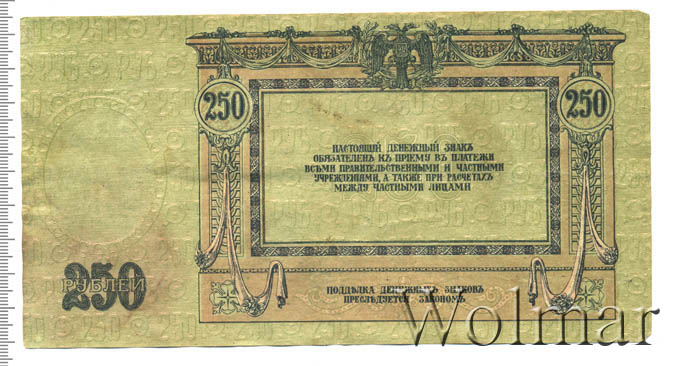 250
250
НАСТОЯЩІЙ ДЕНЕЖНЫЙ ЗНАКЪ
ОБЯЗАТЕЛЕНЪ КЪ ПРІЕМУ ВЪ ПЛАТЕЖИ
ВСѢМИ ПРАВИТЕЛЬСТВЕННЫМИ И ЧАСТНЫМИ
УЧРЕЖДЕНІЯМИ, А ТАКЖЕ ПРИ РАСЧЕТАХЪ
МЕЖДУ ЧАСТНЫМИ ЛИЦАМИ
250
РУБЛЕЙ
ПОДДѢЛКА ДЕНЕЖНЫХЪ ЗНАКОВЪ
ПРЕСЛѢДУЕТСЯ ЗАКОНОМЪ
Wolmar